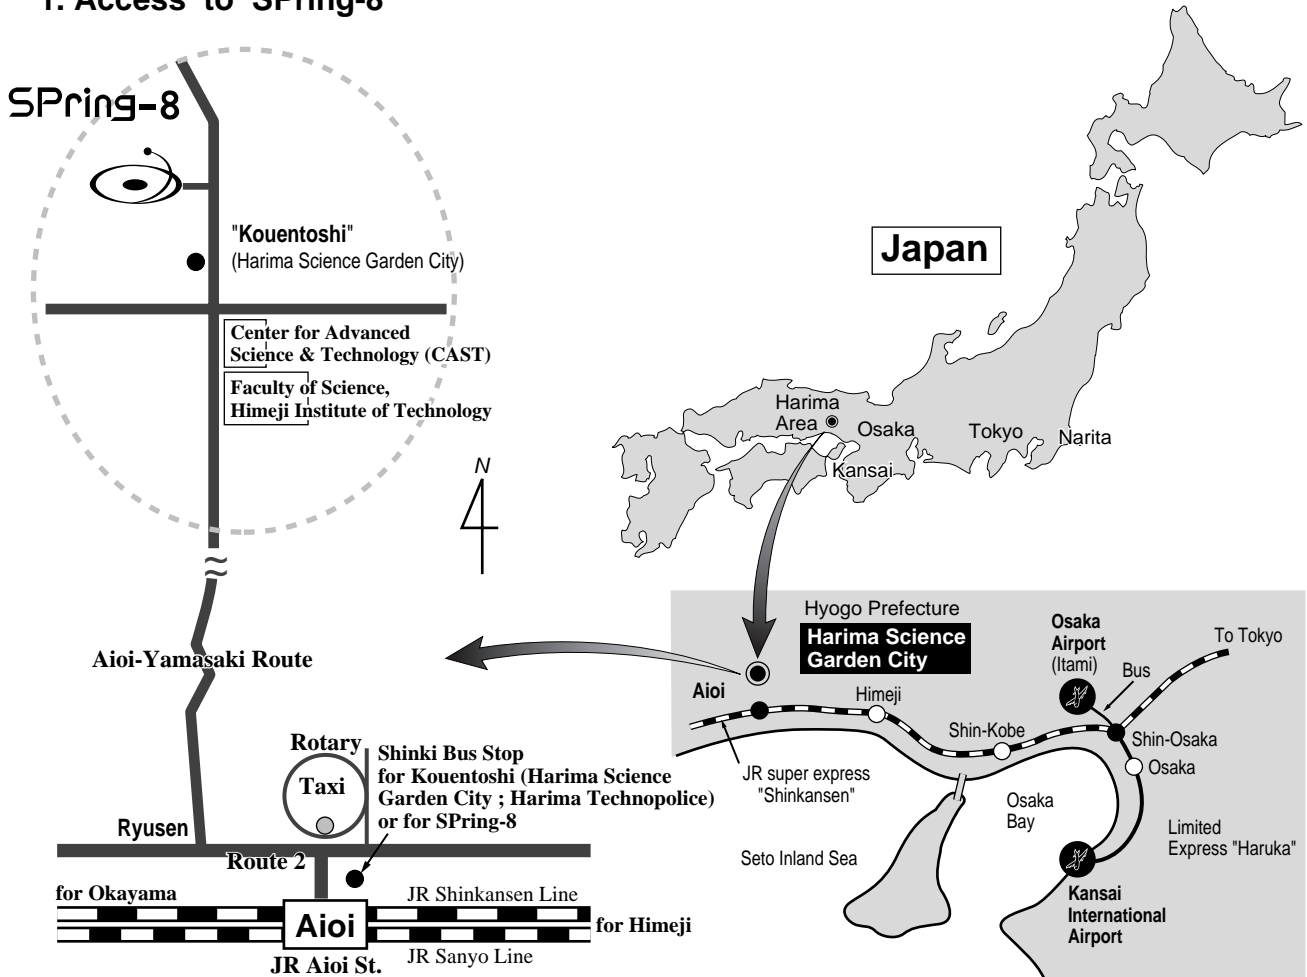 1. Access to SPring-8
SPring-8
"Kouentoshi"
(Harima Science Garden City)
Center for Advanced
Science & Technology (CAST)
Faculty of Science,
Himeji Institute of Technology
N
Aioi-Yamasaki Route
Rotary
Taxi
Shinki Bus Stop
for Kouentoshi (Harima Science
Garden City ; Harima Technopolice)
or for SPring-8
Ryusen
Route 2
for Okayama
JR Shinkansen Line
Aioi
for Himeji
JR Sanyo Line
JR Aioi St.
Japan
Harima
Area
Osaka
Tokyo
Narita
Kansai
Hyogo Prefecture
Harima Science
Garden City
Osaka
Airport
(Itami)
To Tokyo
Bus
Aioi
Himeji
Shin-Kobe
Shin-Osaka
Osaka
JR super express
"Shinkansen"
Osaka
Bay
Limited
Express "Haruka"
Seto Inland Sea
Kansai
International
Airport